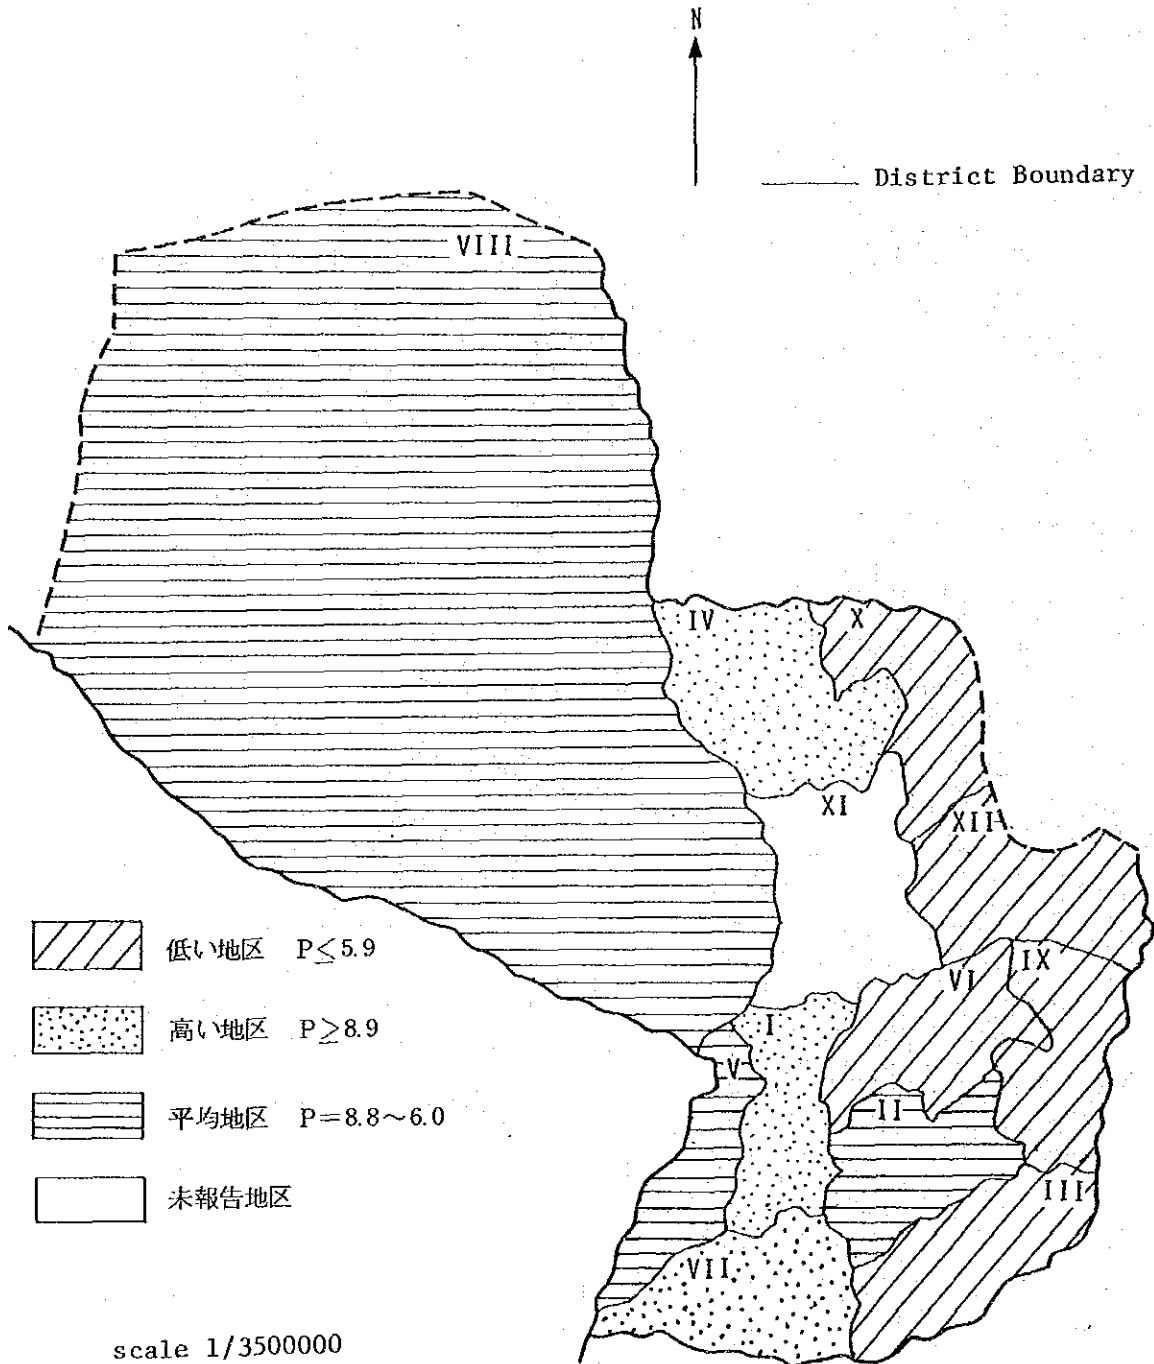 N
District Boundary
VIII
IV
X
XI
XII
VI
IX
I
V
II
III
VII
低い地区 P≤5.9
高い地区 P≥8.9
平均地区 P=8.8~6.0
未報告地区
scale 1/3500000